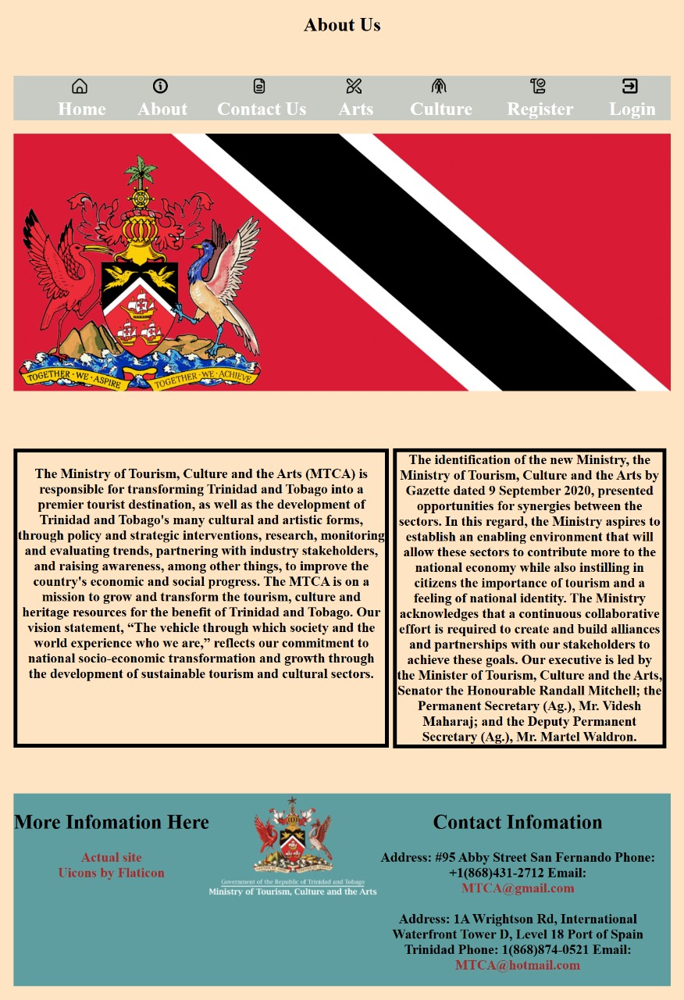 About Us
Home
About
Contact Us
Arts
Culture
Register
Login
TOGETHER·WE·ASPIRE
TOGETHER·WE·ACHIEVE
The Ministry of Tourism, Culture and the Arts (MTCA) is
responsible for transforming Trinidad and Tobago into a
premier tourist destination, as well as the development of
Trinidad and Tobago's many cultural and artistic forms,
through policy and strategic interventions, research, monitoring
and evaluating trends, partnering with industry stakeholders,
and raising awareness, among other things, to improve the
country's economic and social progress. The MTCA is on a
mission to grow and transform the tourism, culture and
heritage resources for the benefit of Trinidad and Tobago. Our
vision statement, “The vehicle through which society and the
world experience who we are,” reflects our commitment to
national socio-economic transformation and growth through
the development of sustainable tourism and cultural sectors.
The identification of the new Ministry, the
Ministry of Tourism, Culture and the Arts by
Gazette dated 9 September 2020, presented
opportunities for synergies between the
sectors. In this regard, the Ministry aspires to
establish an enabling environment that will
allow these sectors to contribute more to the
national economy while also instilling in
citizens the importance of tourism and a
feeling of national identity. The Ministry
acknowledges that a continuous collaborative
effort is required to create and build alliances
and partnerships with our stakeholders to
achieve these goals. Our executive is led by
the Minister of Tourism, Culture and the Arts,
Senator the Honourable Randall Mitchell; the
Permanent Secretary (Ag.), Mr. Videsh
Maharaj; and the Deputy Permanent
Secretary (Ag.), Mr. Martel Waldron.
More Infomation Here
Actual site
Uicons by Flaticon
Government of the Republic of Trinidad and Tobago
Ministry of Tourism, Culture and the Arts
Contact Infomation
Address: #95 Abby Street San Fernando Phone:
+1(868)431-2712 Email:
MTCA@gmail.com
Address: 1A Wrightson Rd, International
Waterfront Tower D, Level 18 Port of Spain
Trinidad Phone: 1(868)874-0521 Email:
MTCA@hotmail.com